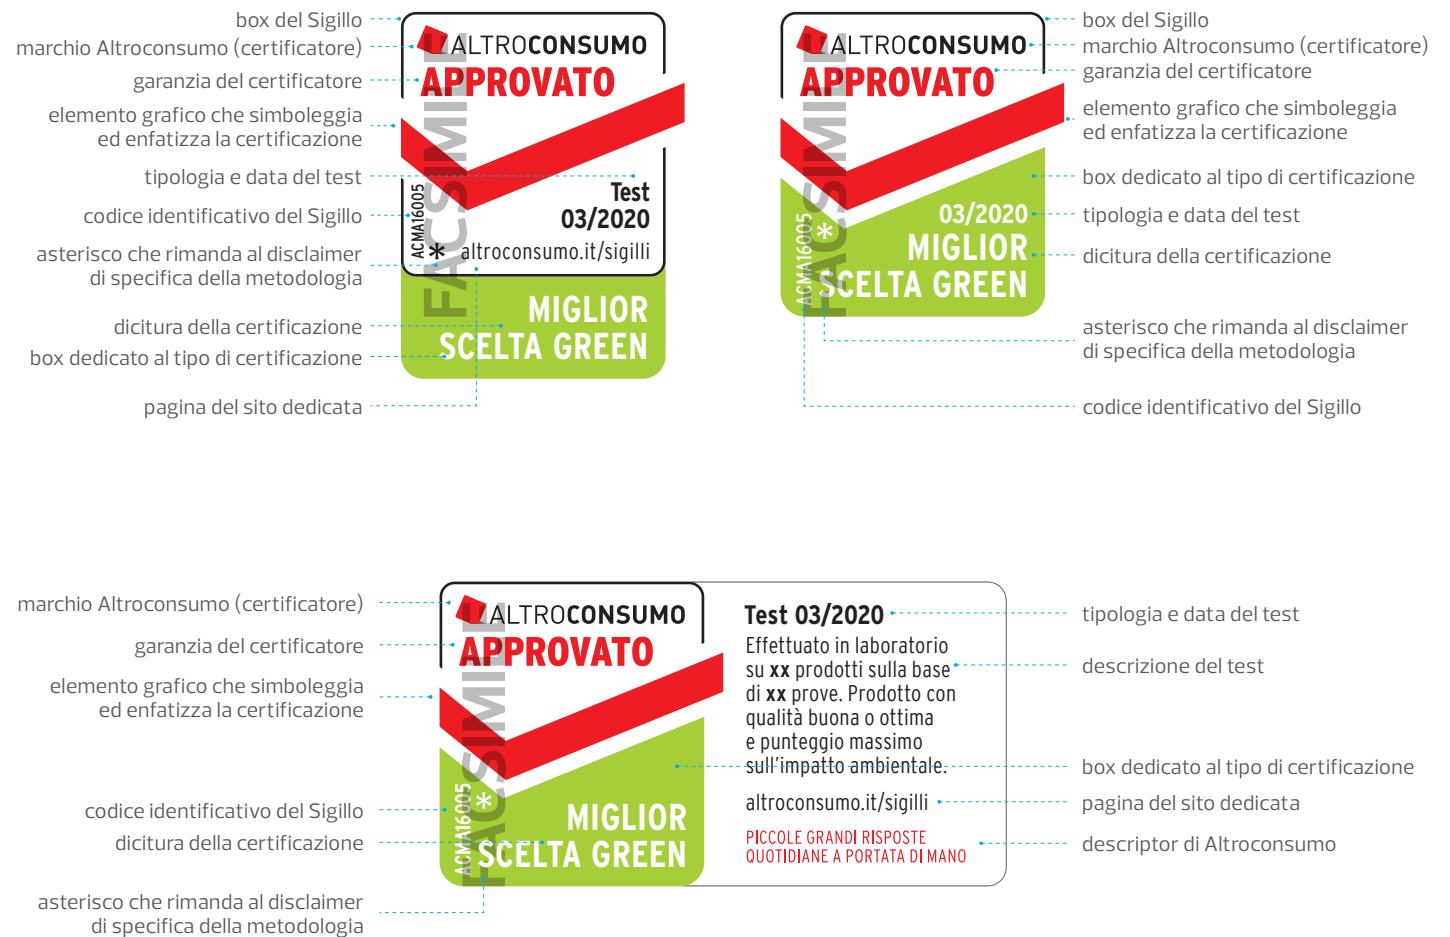 box del Sigillo
marchio Altroconsumo (certificatore)
garanzia del certificatore
elemento grafico che simboleggia
ed enfatizza la certificazione
tipologia e data del test
codice identificativo del Sigillo
asterisco che rimanda al disclaimer
di specifica della metodologia
dicitura della certificazione
box dedicato al tipo di certificazione
pagina del sito dedicata
ALTROCONSUMO
APPROVATO
FACSIMILE
Test
03/2020
ACMA16005
* altroconsumo.it/sigilli
MIGLIOR
SCELTA GREEN
ALTROCONSUMO
APPROVATO
FACSIMILE
03/2020
MIGLIOR
SCELTA GREEN
ACMA16005
*
box del Sigillo
marchio Altroconsumo (certificatore)
garanzia del certificatore
elemento grafico che simboleggia
ed enfatizza la certificazione
box dedicato al tipo di certificazione
tipologia e data del test
dicitura della certificazione
asterisco che rimanda al disclaimer
di specifica della metodologia
codice identificativo del Sigillo
marchio Altroconsumo (certificatore)
garanzia del certificatore
elemento grafico che simboleggia
ed enfatizza la certificazione
codice identificativo del Sigillo
dicitura della certificazione
asterisco che rimanda al disclaimer
di specifica della metodologia
ALTROCONSUMO
APPROVATO
FACSIMILE
ACMA16005
*
MIGLIOR
SCELTA GREEN
Test 03/2020
Effettuato in laboratorio
su xx prodotti sulla base
di xx prove. Prodotto con
qualità buona o ottima
e punteggio massimo
sull'impatto ambientale.
altroconsumo.it/sigilli
PICCOLE GRANDI RISPOSTE
QUOTIDIANE A PORTATA DI MANO
tipologia e data del test
descrizione del test
box dedicato al tipo di certificazione
pagina del sito dedicata
descriptor di Altroconsumo